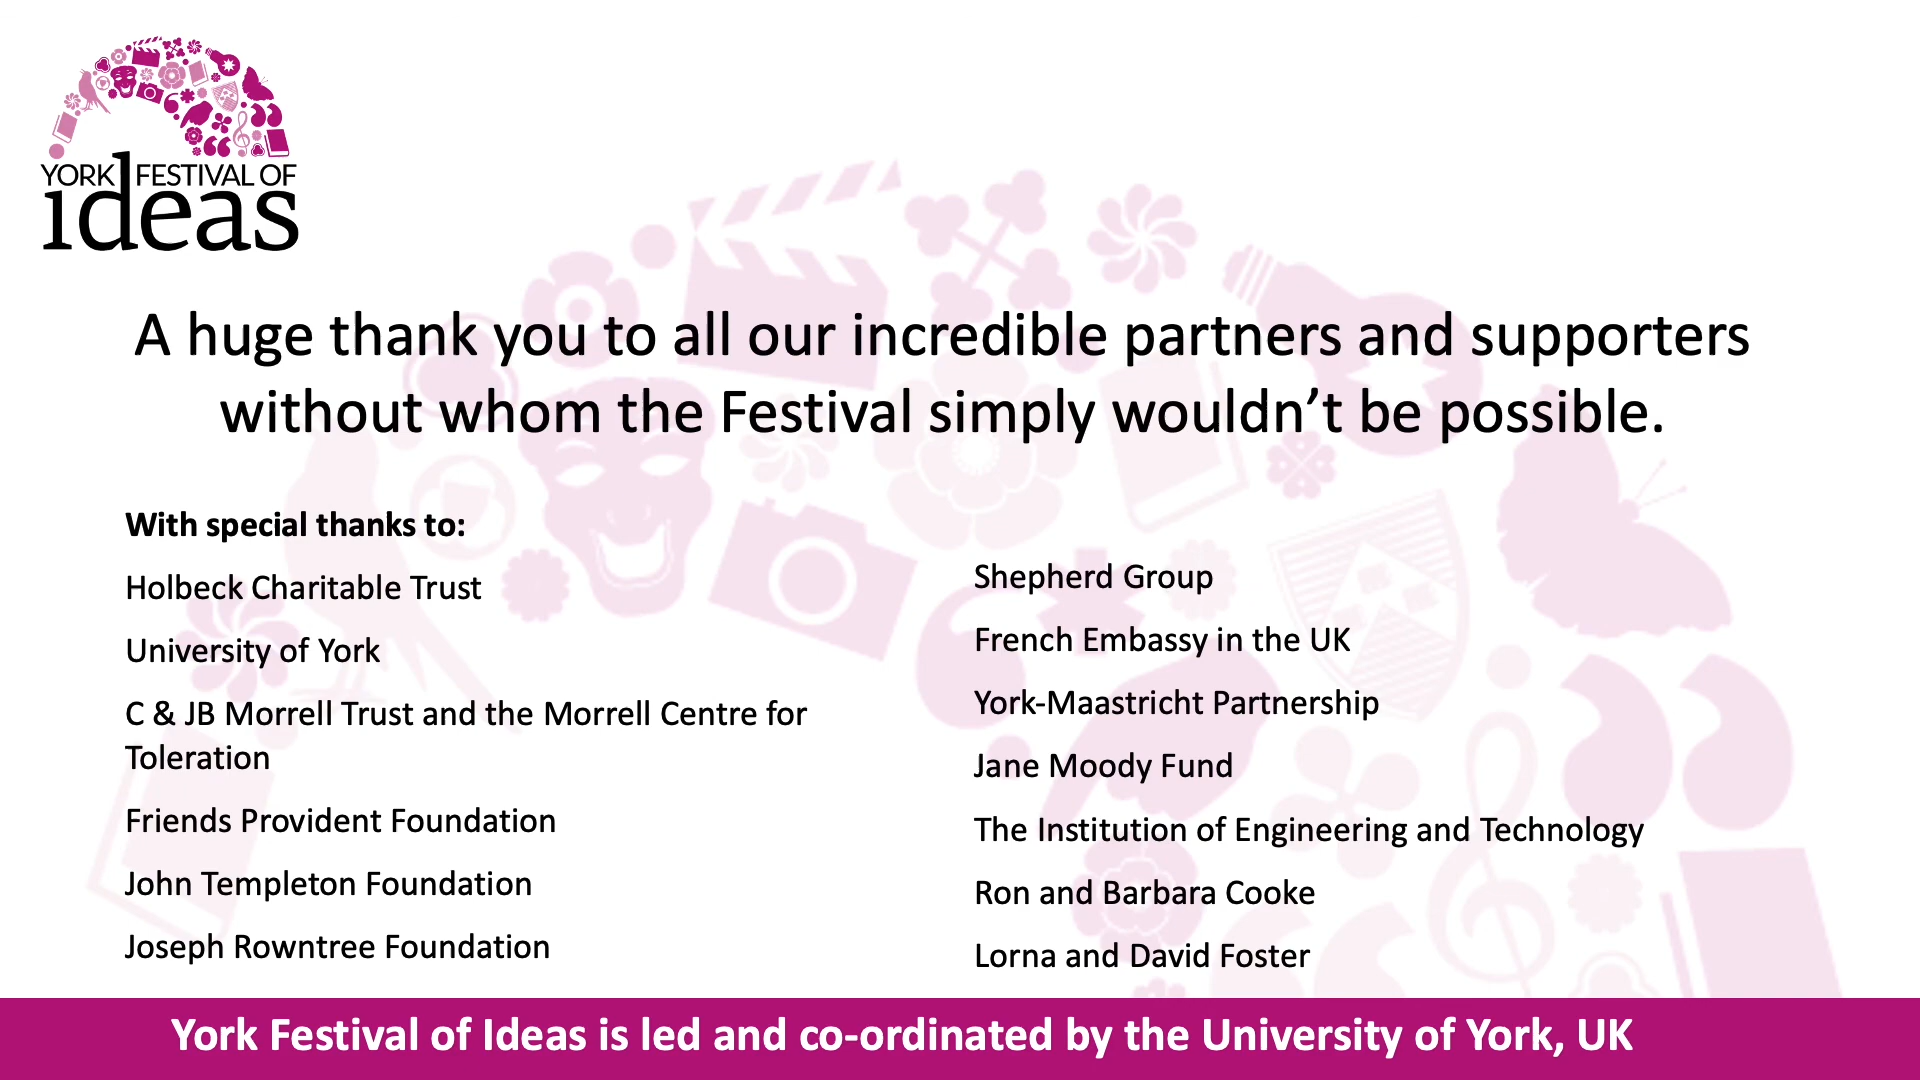 YORK FESTIVAL OF
ideas
A huge thank you to all our incredible partners and supporters
without whom the Festival simply wouldn’t be possible.
With special thanks to:
Holbeck Charitable Trust
University of York
C & JB Morrell Trust and the Morrell Centre for
Toleration
Friends Provident Foundation
John Templeton Foundation
Joseph Rowntree Foundation
Shepherd Group
French Embassy in the UK
York-Maastricht Partnership
Jane Moody Fund
The Institution of Engineering and Technology
Ron and Barbara Cooke
Lorna and David Foster
York Festival of Ideas is led and co-ordinated by the University of York, UK